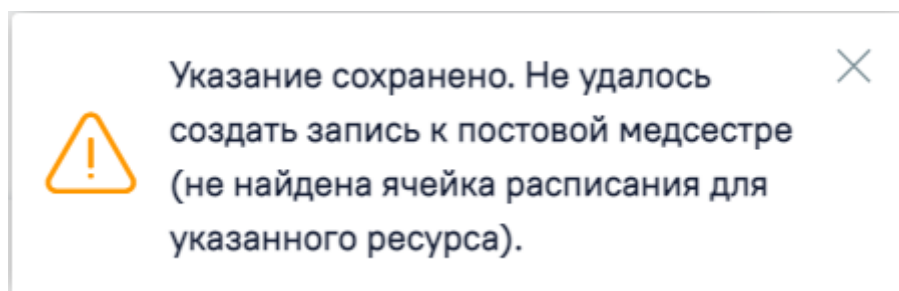 Указание сохранено. Не удалось
создать запись к постовой медсестре
(не найдена ячейка расписания для
указанного ресурса).